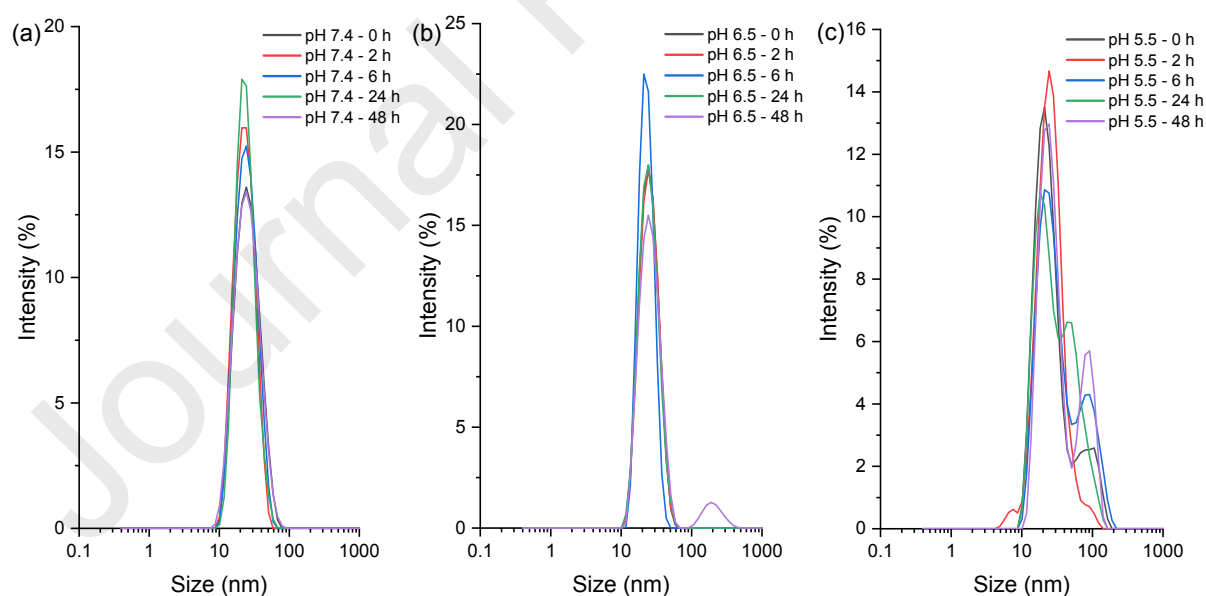 (a)
pH 7.4 - 0 h
pH 7.4 - 2 h
pH 7.4 - 6 h
pH 7.4 - 24 h
pH 7.4 - 48 h
20
15
10
5
0
Intensity (%)
0.1 1 10 100 1000
Size (nm)
(b)
pH 6.5 - 0 h
pH 6.5 - 2 h
pH 6.5 - 6 h
pH 6.5 - 24 h
pH 6.5 - 48 h
25
20
15
10
5
0
Intensity (%)
0.1 1 10 100 1000
Size (nm)
(c)
pH 5.5 - 0 h
pH 5.5 - 2 h
pH 5.5 - 6 h
pH 5.5 - 24 h
pH 5.5 - 48 h
16
14
12
10
8
6
4
2
0
Intensity (%)
0.1 1 10 100 1000
Size (nm)
Journal